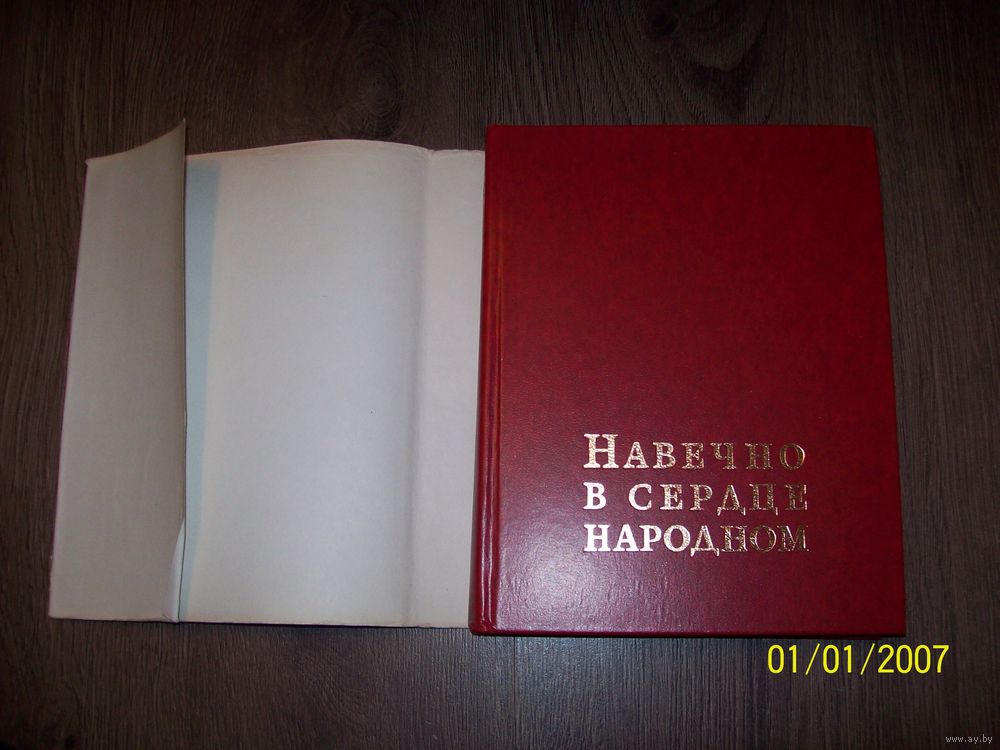 НАВЕЧНО
В СЕРДЦЕ
НАРОДНОМ
01/01/2007
www.ay.by